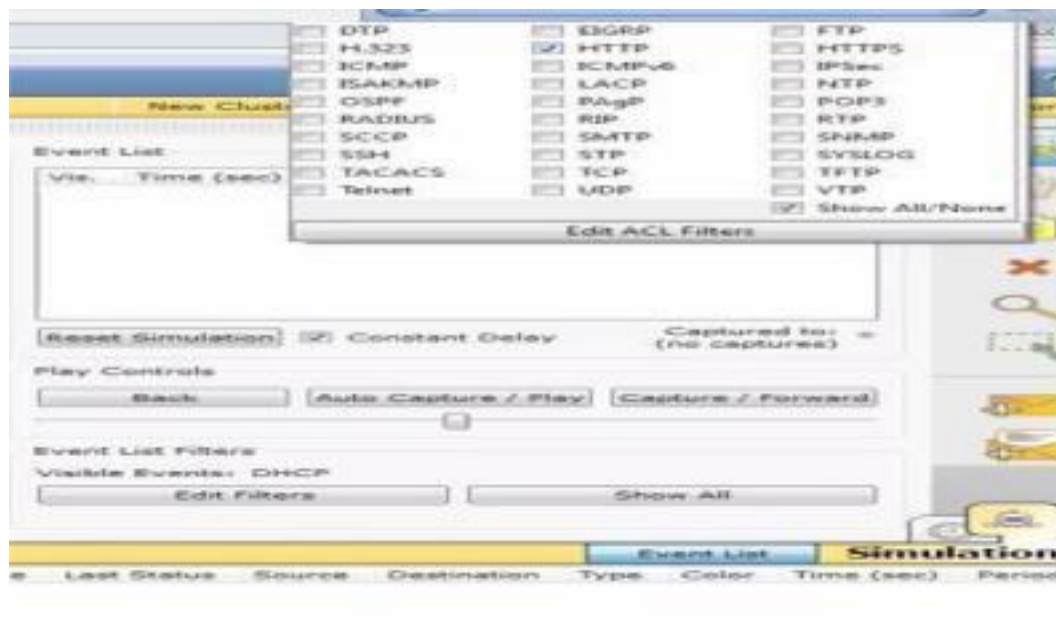 DTP EIGRP FTP
H.323 HTTP HTTPS
ICMP ICMPv6 IPSec
ISAKMP LACP NTP
OSPF PAgP POP3
RADIUS RIP RTP
SCCP SMTP SNMP
SSH STP SYSLOG
TACACS TCP TFTP
Telnet UDP VTP
Show All/None
Edit ACL Filters
New Clust
Event List
Vis. Time (sec)
Reset Simulation Constant Delay Captured to:
(no captures)
Play Controls
Back Auto Capture / Play Capture / Forward
Event List Filters
Visible Events: DHCP
Edit Filters Show All
Event List Simulation
Last Status Source Destination Type Color Time (sec) Period